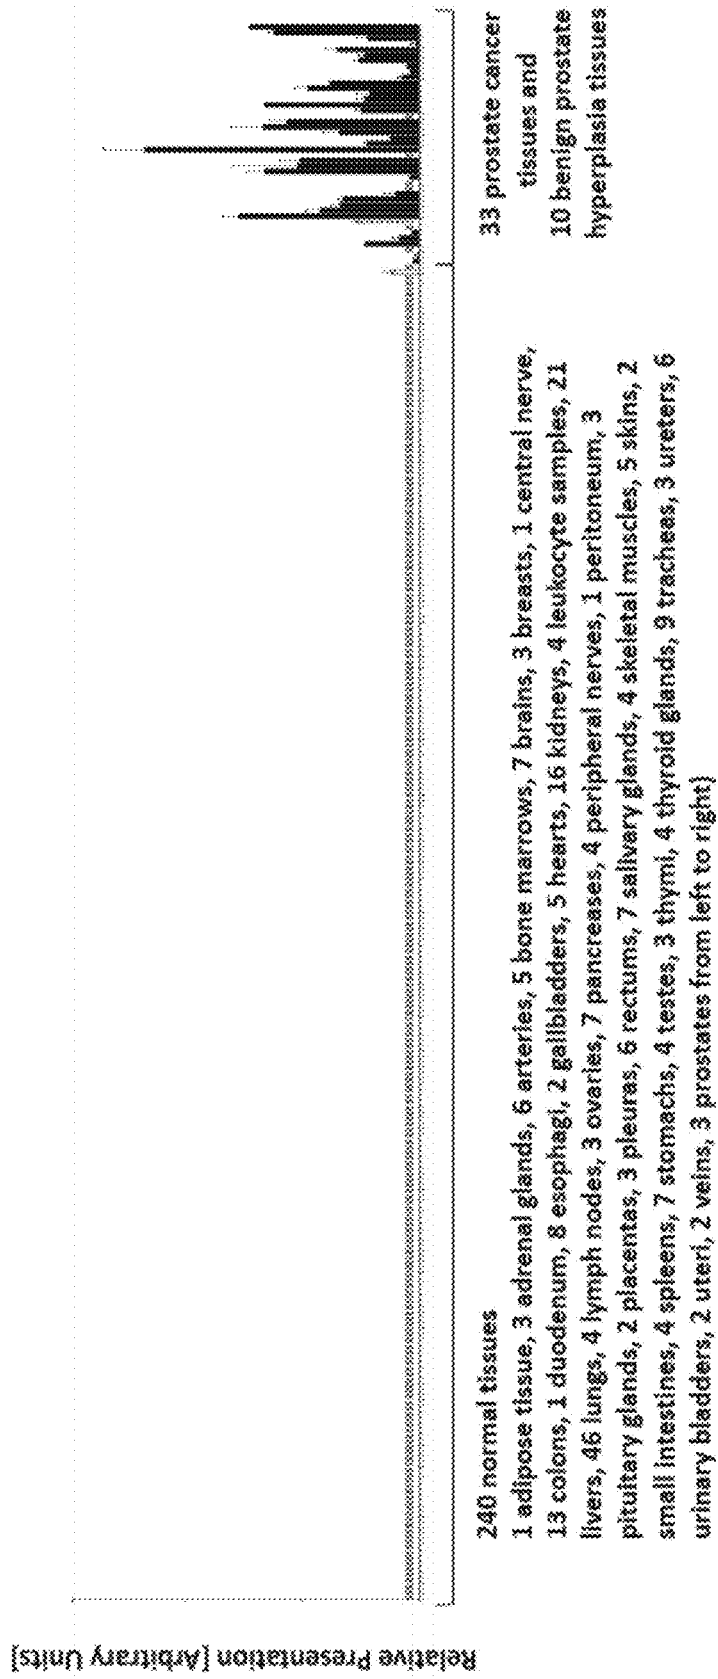 Relative Presentation [Arbitrary Units]
240 normal tissues
1 adipose tissue, 3 adrenal glands, 6 arteries, 5 bone marrows, 7 brains, 3 breasts, 1 central nerve,
13 colons, 1 duodenum, 8 esophagi, 2 gallbladders, 5 hearts, 16 kidneys, 4 leukocyte samples, 21
livers, 46 lungs, 4 lymph nodes, 3 ovaries, 7 pancreases, 4 peripheral nerves, 1 peritoneum, 3
pituitary glands, 2 placentas, 3 pleuras, 6 rectums, 7 salivary glands, 4 skeletal muscles, 5 skins, 2
small intestines, 4 spleens, 7 stomachs, 4 testes, 3 thymi, 4 thyroid glands, 9 tracheas, 3 ureters, 6
urinary bladders, 2 uteri, 2 veins, 3 prostates from left to right]
33 prostate cancer
tissues and
10 benign prostate
hyperplasia tissues